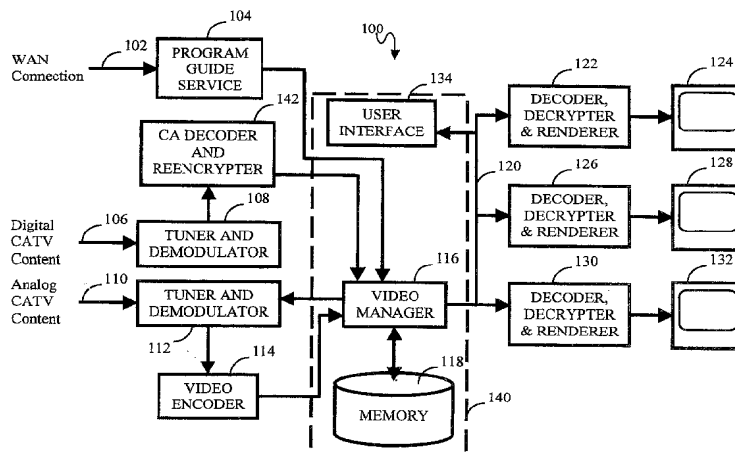 100
WAN
Connection
102
104
PROGRAM
GUIDE
SERVICE
142
CA DECODER
AND
REENCRYPTER
Digital
CATV
Content
106
108
TUNER AND
DEMODULATOR
Analog
CATV
Content
110
TUNER AND
DEMODULATOR
112
114
VIDEO
ENCODER
134
USER
INTERFACE
116
VIDEO
MANAGER
118
MEMORY
140
120
122
DECODER,
DECRYPTER
& RENDERER
124
126
DECODER,
DECRYPTER
& RENDERER
128
130
DECODER,
DECRYPTER
& RENDERER
132